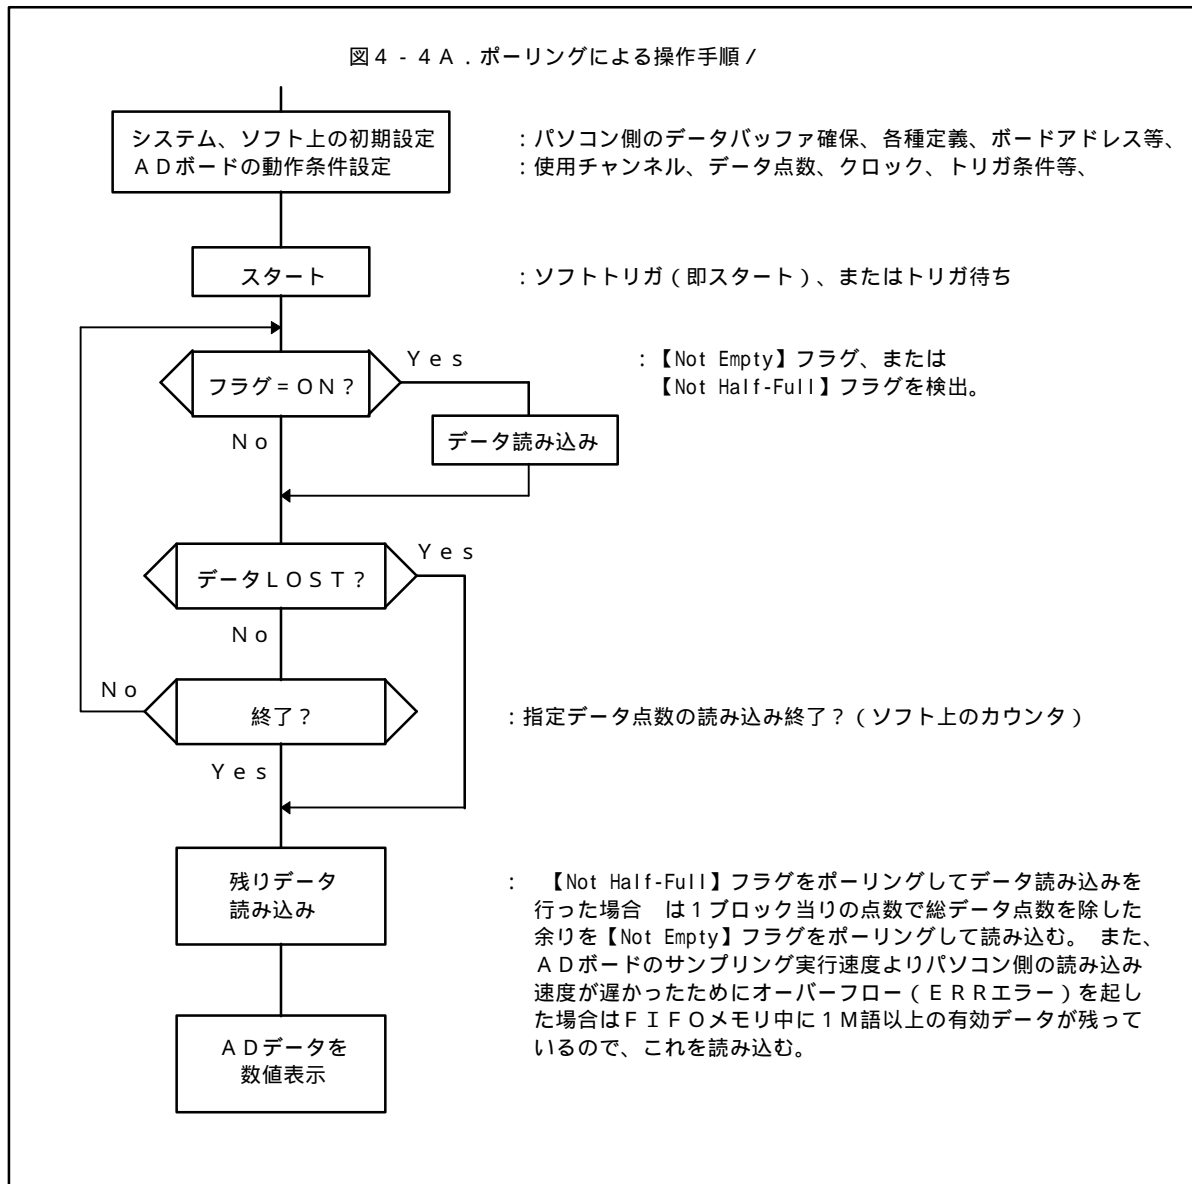 図４‐４Ａ．ポーリングによる操作手順／
システム、ソフト上の初期設定
ＡＤボードの動作条件設定
：パソコン側のデータバッファ確保、各種定義、ボードアドレス等、
：使用チャンネル、データ点数、クロック、トリガ条件等、
スタート
：ソフトトリガ（即スタート）、またはトリガ待ち
フラグ＝ＯＮ？
Ｙｅｓ
：【Not Empty】フラグ、または
【Not Half-Full】フラグを検出。
Ｎｏ
データ読み込み
データＬＯＳＴ？
Ｙｅｓ
Ｎｏ
Ｎｏ
終了？
：指定データ点数の読み込み終了？（ソフト上のカウンタ）
Ｙｅｓ
残りデータ
読み込み
：　【Not Half-Full】フラグをポーリングしてデータ読み込みを
行った場合　は１ブロック当りの点数で総データ点数を除した
余りを【Not Empty】フラグをポーリングして読み込む。 また、
ＡＤボードのサンプリング実行速度よりパソコン側の読み込み
速度が遅かったためにオーバーフロー（ＥＲＲエラー）を起し
た場合はＦＩＦＯメモリ中に１Ｍ語以上の有効データが残って
いるので、これを読み込む。
ＡＤデータを
数値表示